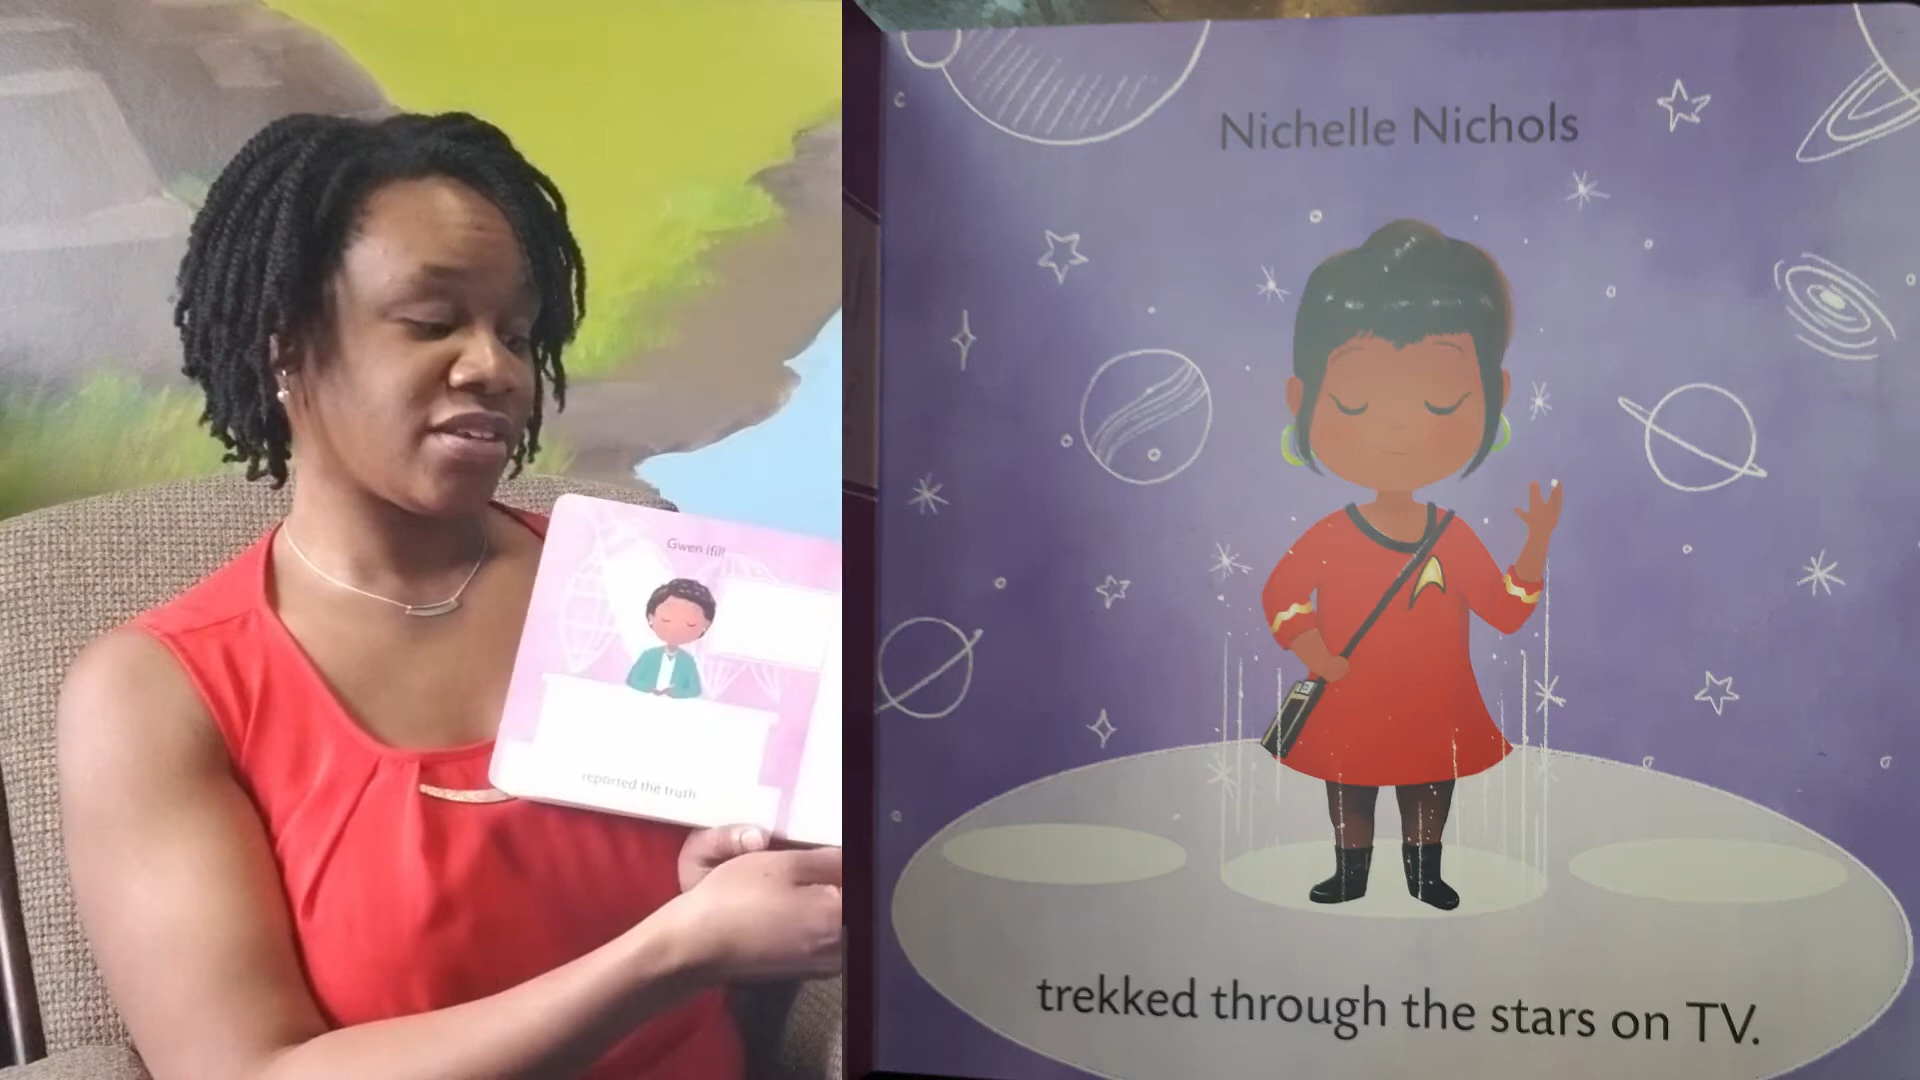 Gwen Ifill
reported the truth
Nichelle Nichols
trekked through the stars on TV.